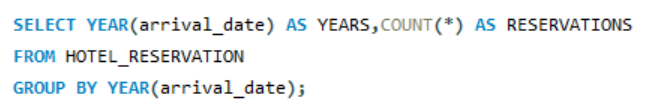 SELECT YEAR(arrival_date) AS YEARS,COUNT(*) AS RESERVATIONS
FROM HOTEL_RESERVATION
GROUP BY YEAR(arrival_date);